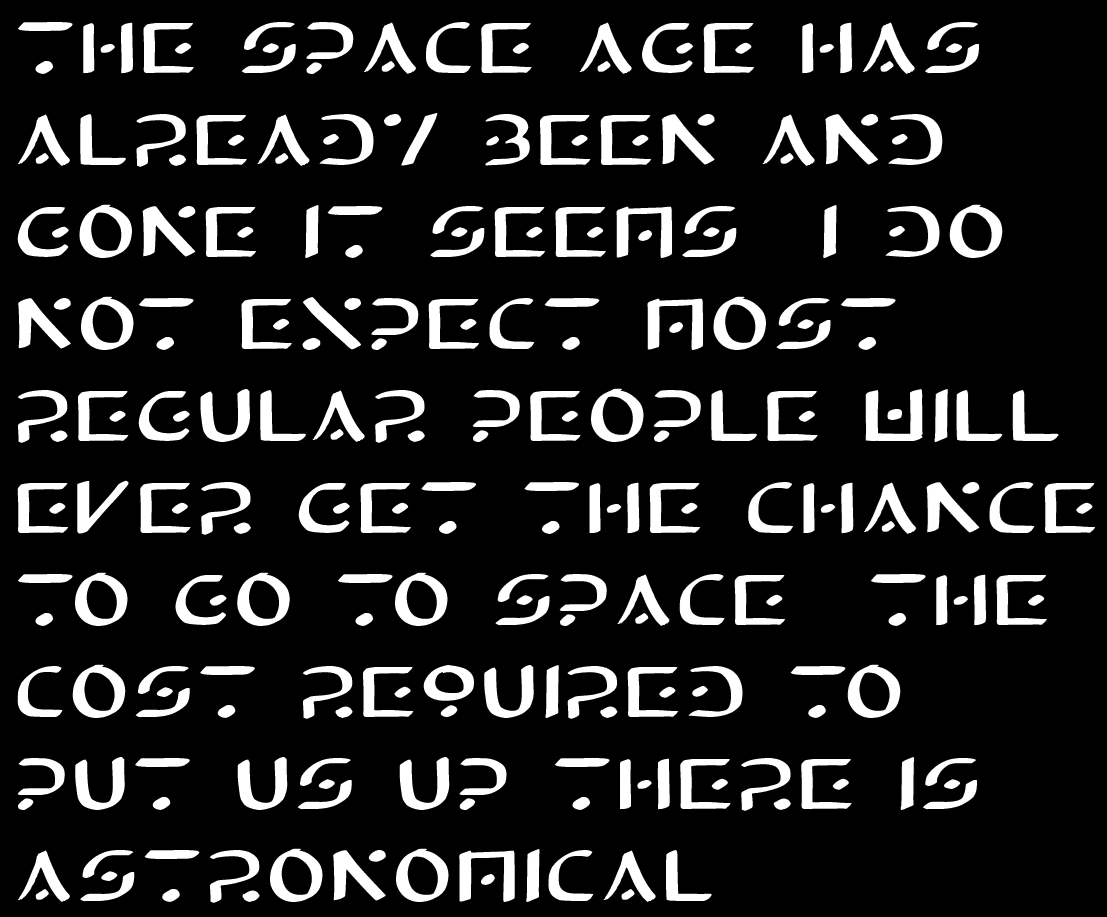 THE SPACE AGE HAS
ALREADY BEEN AND
GONE IT SEEMS  I DO
NOT EXPECT MOST
REGULAR PEOPLE WILL
EVER GET THE CHANCE
TO GO TO SPACE  THE
COST REQUIRED TO
PUT US UP THERE IS
ASTRONOMICAL